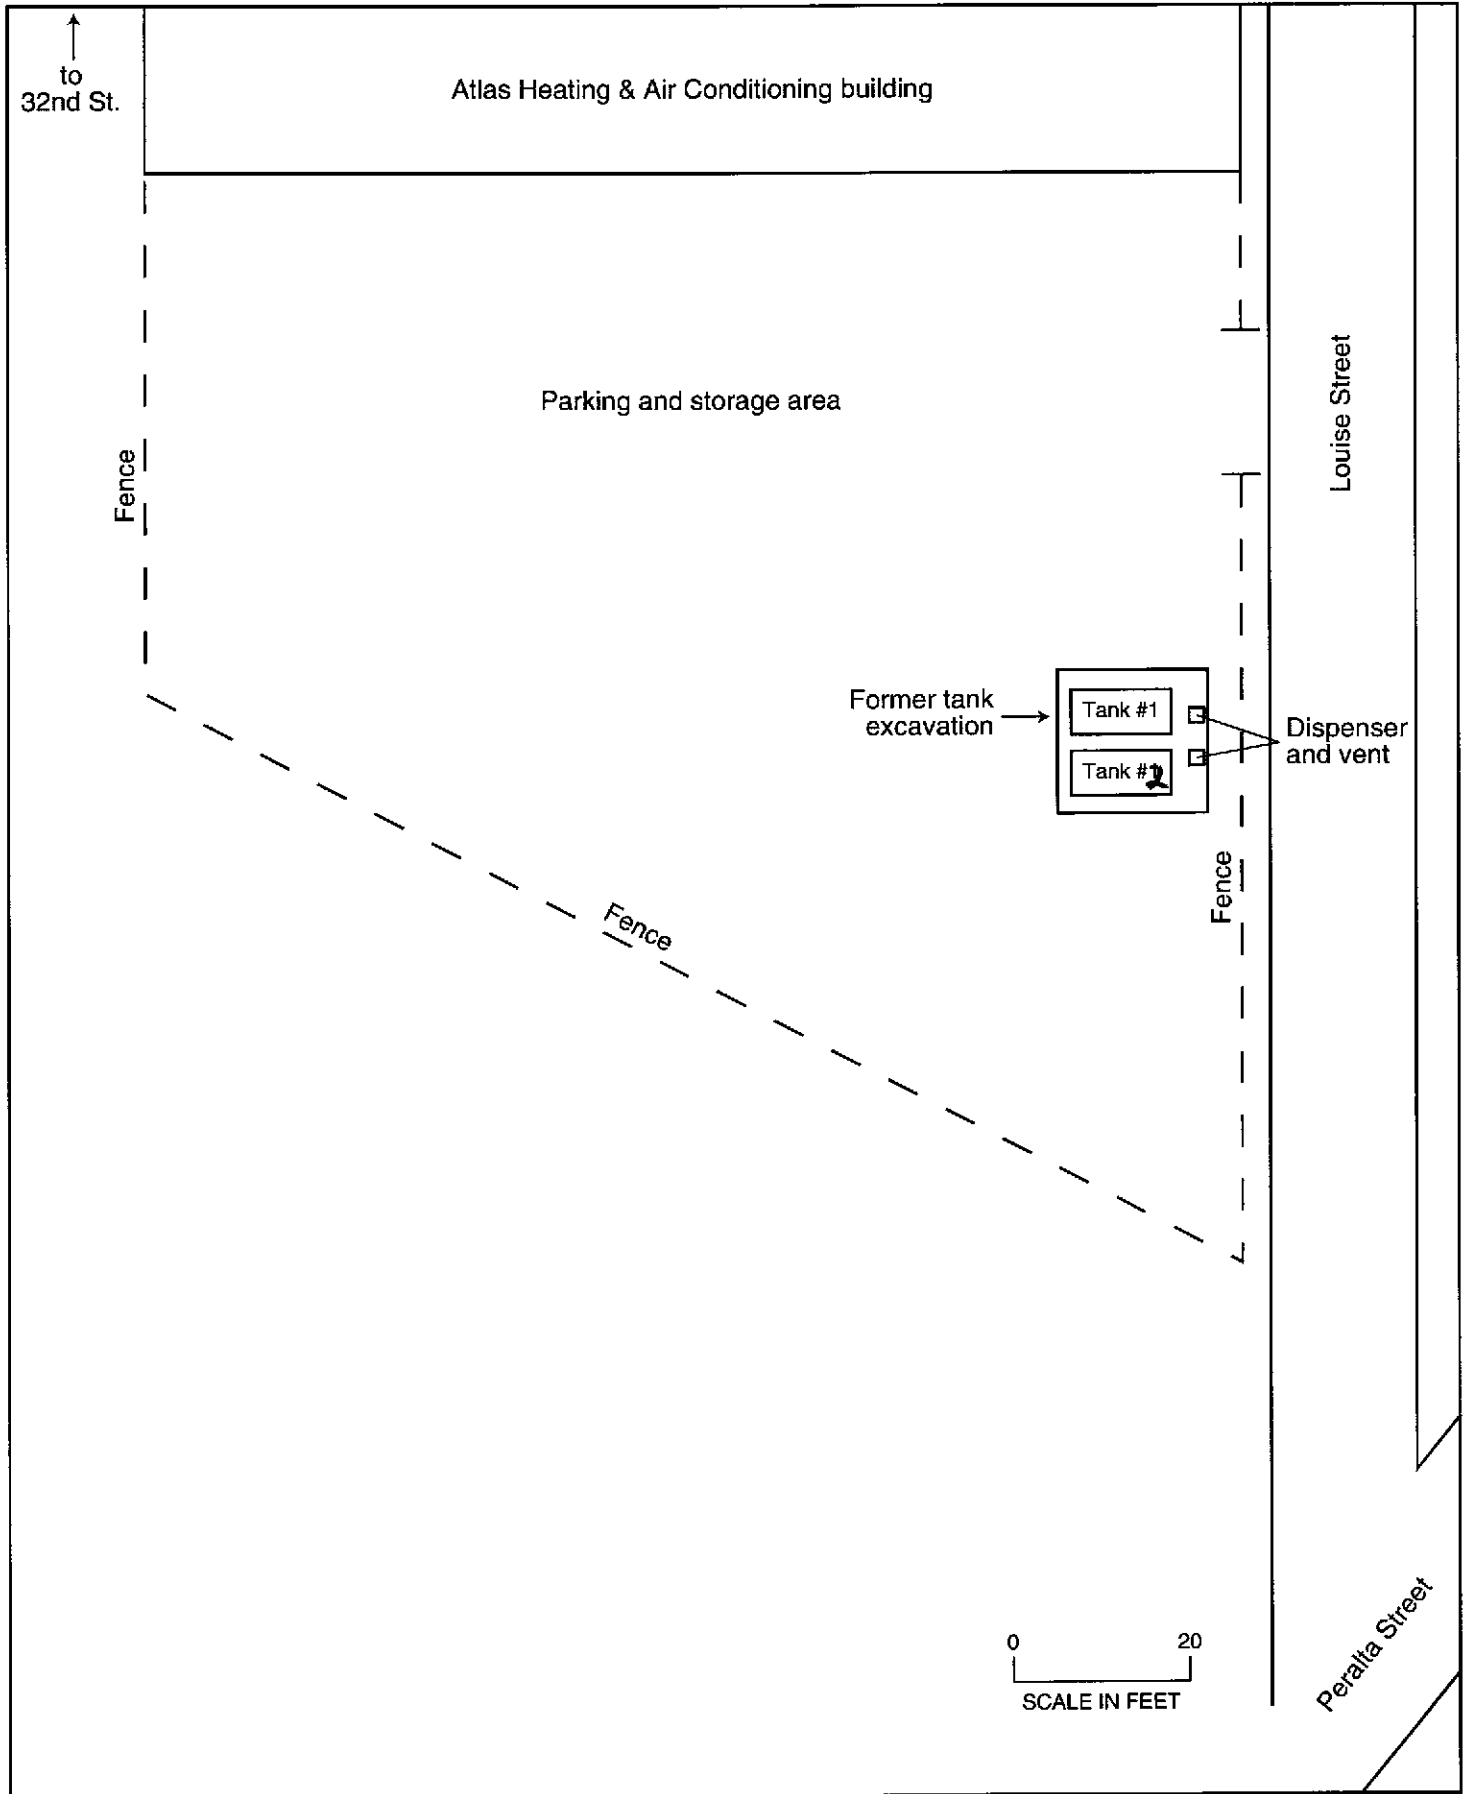 to
32nd St.
Atlas Heating & Air Conditioning building
Parking and storage area
Louise Street
Fence
Former tank
excavation
Tank #1
Tank #2
Dispenser
and vent
Fence
Fence
0 20
SCALE IN FEET
Peralta Street